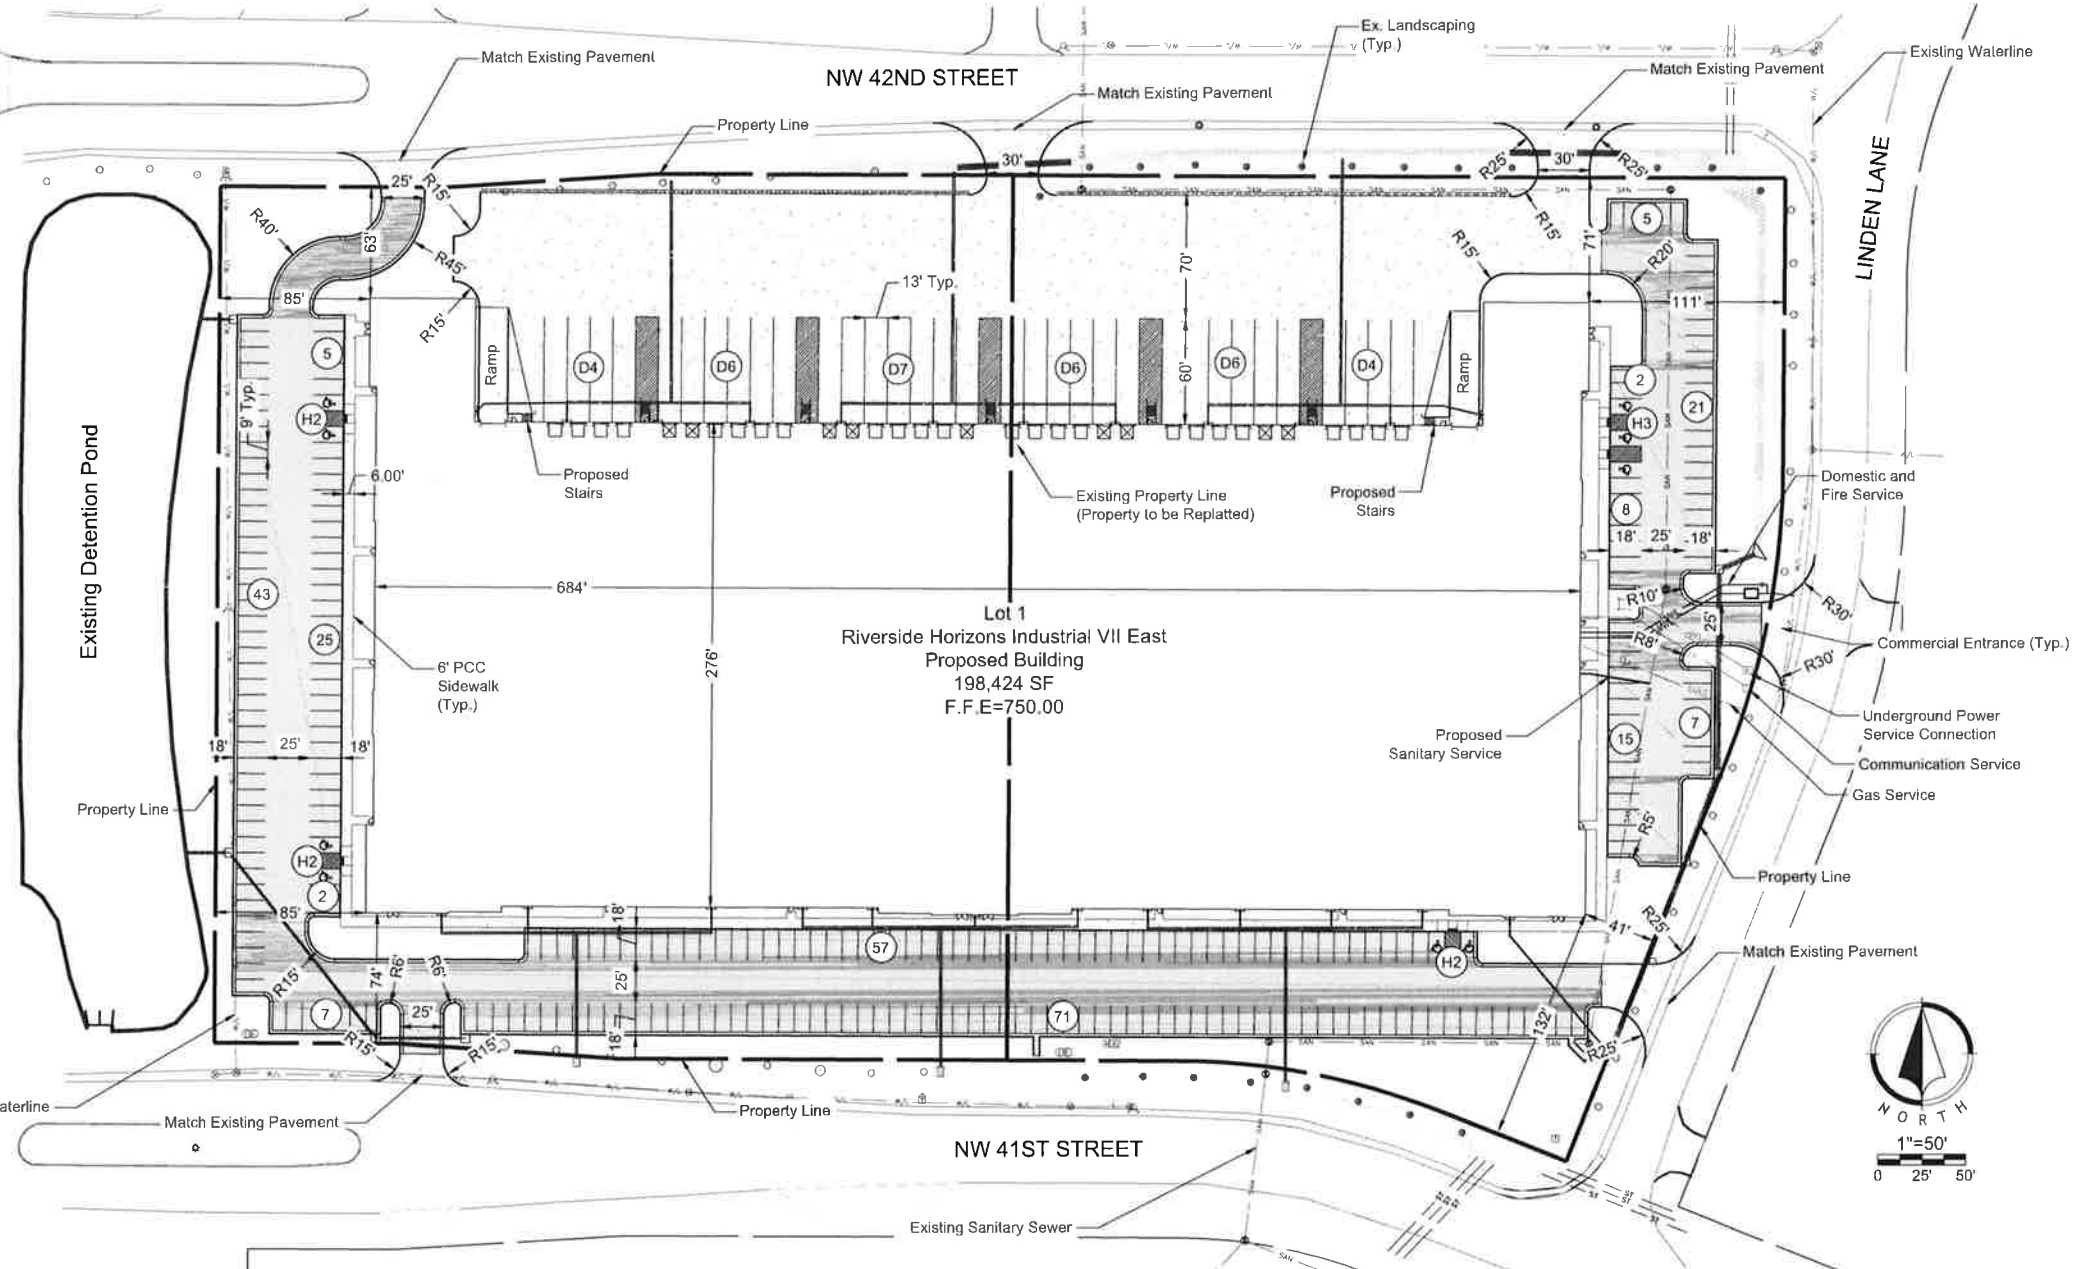 Match Existing Pavement
NW 42ND STREET
Ex. Landscaping
(Typ.)
Match Existing Pavement
Match Existing Pavement
Existing Waterline
LINDEN LANE
Property Line
25'
R15'
R40'
63'
R45'
85'
R15'
30'
R25'
30'
R25'
R15'
R15'
71'
5
R20'
111'
70'
60'
13' Typ.
Ramp
D4
D6
D7
D6
D6
D4
Ramp
5
H2
9' Typ.
6.00'
Proposed
Stairs
Existing Property Line
(Property to be Replatted)
Proposed
Stairs
2
21
H3
8
18'
25'
18'
Domestic and
Fire Service
Existing Detention Pond
43
25
684'
276'
Lot 1
Riverside Horizons Industrial VII East
Proposed Building
198,424 SF
F.F.E=750.00
6' PCC
Sidewalk
(Typ.)
R10'
R8'
25'
R30'
R30'
Commercial Entrance (Typ.)
Underground Power
Service Connection
Communication Service
Gas Service
Proposed
Sanitary Service
15
7
18'
25'
18'
Property Line
R5'
Property Line
H2
2
85'
18'
57
H2
41'
R25'
Match Existing Pavement
R15'
74'
R6'
R6'
25'
25'
7
71
132'
R15'
R15'
18'
R25'
aterline
Match Existing Pavement
Property Line
NW 41ST STREET
Existing Sanitary Sewer
NORTH
1"=50'
0 25' 50'
SAN
SAN
SAN
SAN
ST
ST
ST